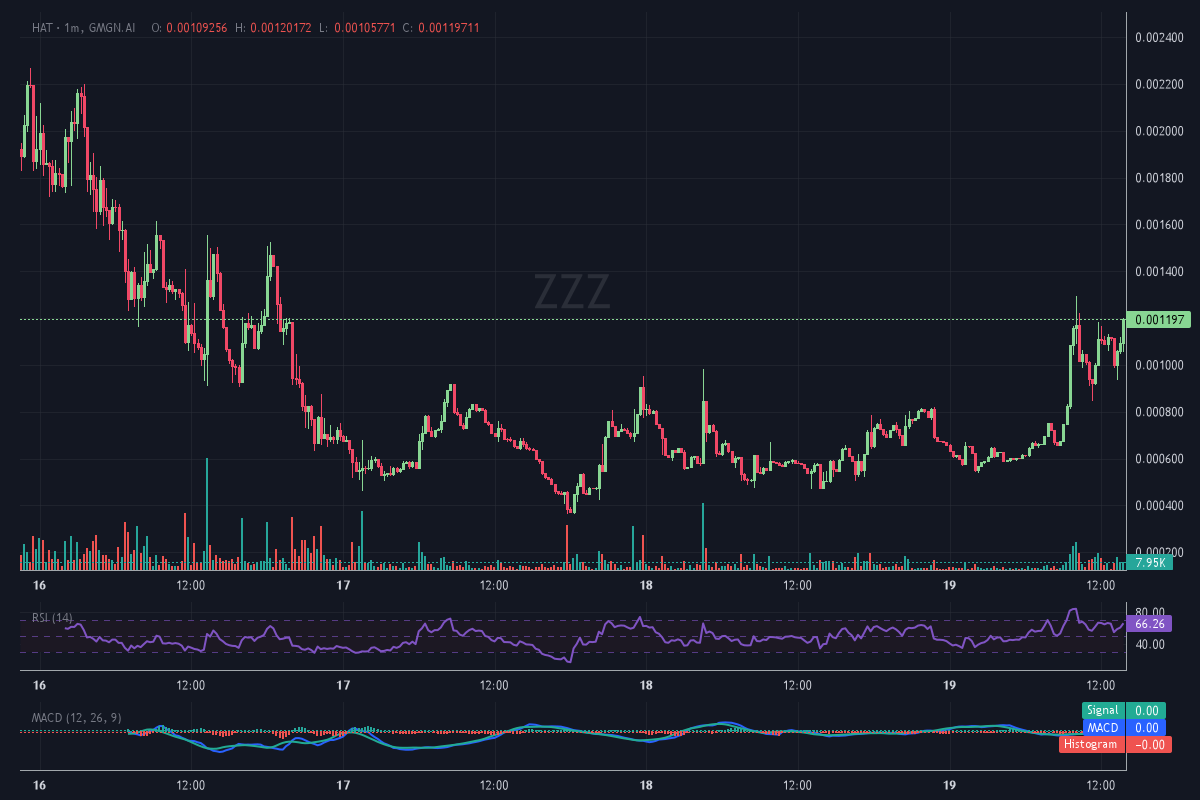 HAT · 1m, GMGN.AI O: 0.00109256 H: 0.00120172 L: 0.00105771 C: 0.00119711
0.002400
0.002200
0.002000
0.001800
0.001600
0.001400
ZZZ
0.001197
0.001000
0.000800
0.000600
0.000400
0.000200
7.95K
16 12:00 17 12:00 18 12:00 19 12:00
RSI (14)
80.00
66.26
40.00
16 12:00 17 12:00 18 12:00 19 12:00
MACD (12, 26, 9)
Signal 0.00
MACD 0.00
Histogram −0.00
16 12:00 17 12:00 18 12:00 19 12:00